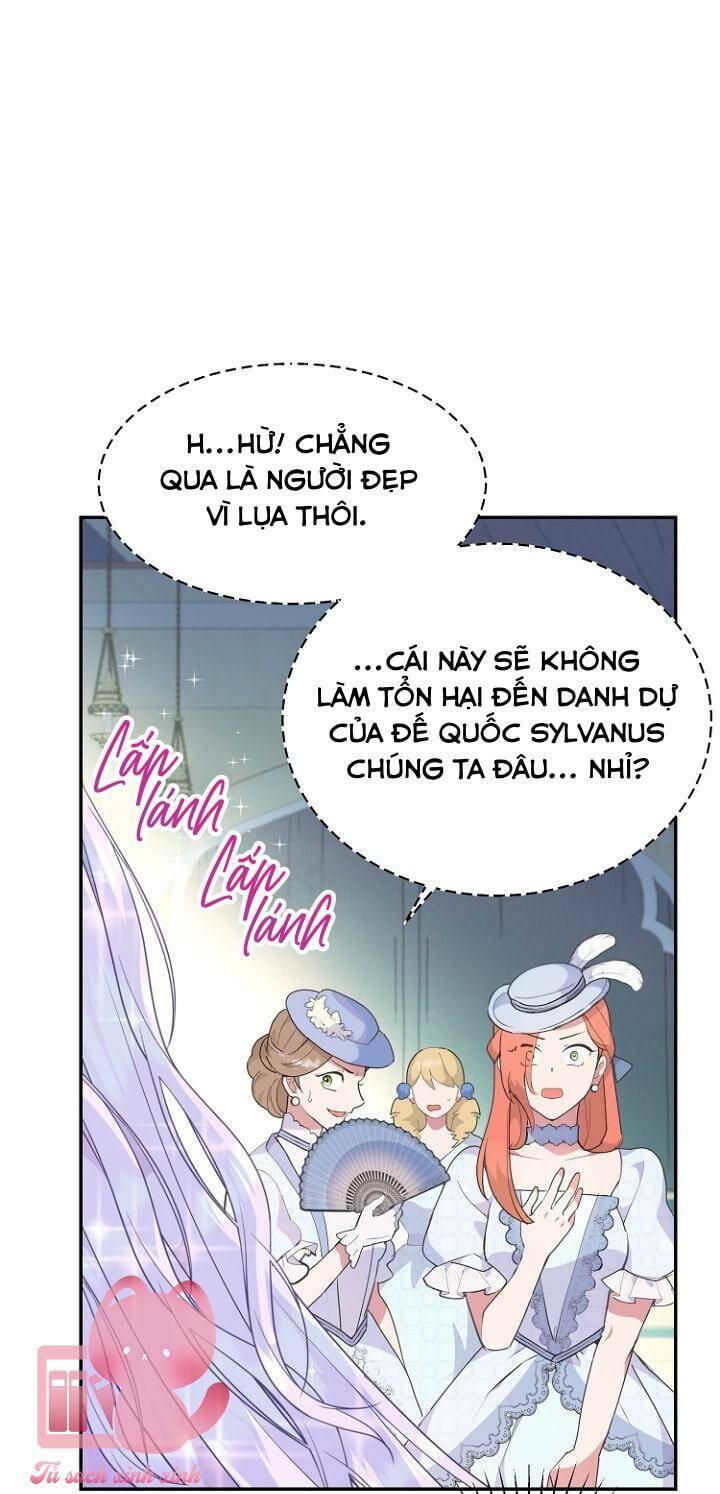 H...HỪ! CHẲNG
QUA LÀ NGƯỜI ĐẸP
VÌ LỤA THÔI.
...CÁI NÀY SẼ KHÔNG
LÀM TỔN HẠI ĐẾN DANH DỰ
CỦA ĐẾ QUỐC SYLVANUS
CHÚNG TA ĐÂU... NHỈ?
Lấp
lánh
Lấp
lánh
Tủ sách xinh xinh